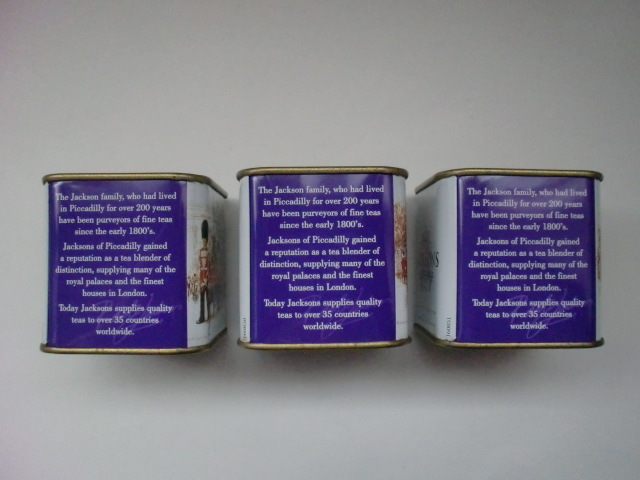 The Jackson family, who had lived
in Piccadilly for over 200 years
have been purveyors of fine teas
since the early 1800's.
Jacksons of Piccadilly gained
a reputation as a tea blender of
distinction, supplying many of the
royal palaces and the finest
houses in London.
Today Jacksons supplies quality
teas to over 35 countries
worldwide.
The Jackson family, who had lived
in Piccadilly for over 200 years
have been purveyors of fine teas
since the early 1800's.
Jacksons of Piccadilly gained
a reputation as a tea blender of
distinction, supplying many of the
royal palaces and the finest
houses in London.
Today Jacksons supplies quality
teas to over 35 countries
worldwide.
The Jackson family, who had lived
in Piccadilly for over 200 years
have been purveyors of fine teas
since the early 1800's.
Jacksons of Piccadilly gained
a reputation as a tea blender of
distinction, supplying many of the
royal palaces and the finest
houses in London.
Today Jacksons supplies quality
teas to over 35 countries
worldwide.